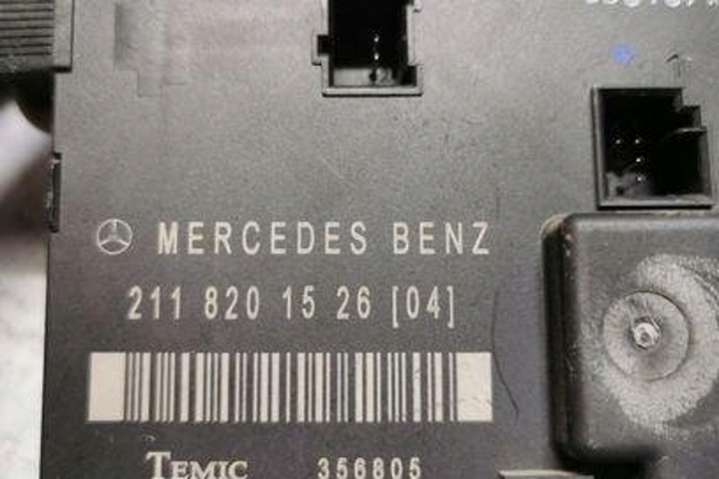 MERCEDES BENZ
211 820 15 26 [04]
TEMIC 356805